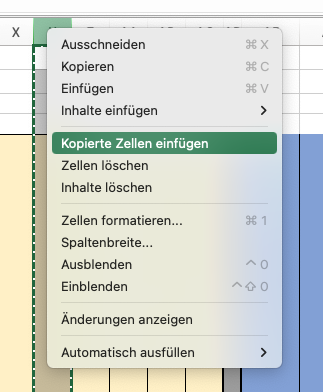 X
Ausschneiden ⌘ X
Kopieren ⌘ C
Einfügen ⌘ V
Inhalte einfügen
Kopierte Zellen einfügen
Zellen löschen
Inhalte löschen
Zellen formatieren... ⌘ 1
Spaltenbreite...
Ausblenden ^ 0
Einblenden ^ ⇧ 0
Änderungen anzeigen
Automatisch ausfüllen